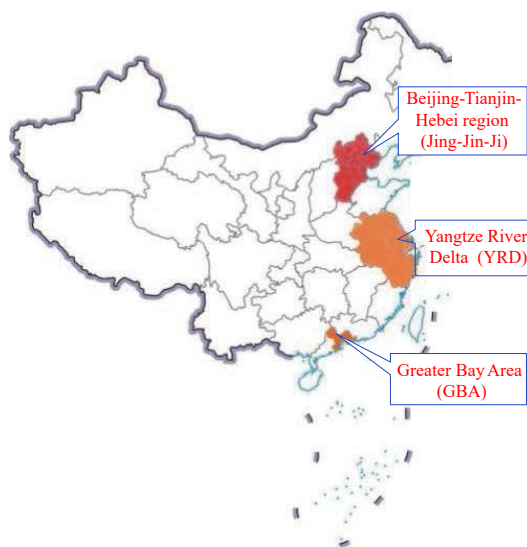 Beijing-Tianjin-
Hebei region
(Jing-Jin-Ji)
Yangtze River
Delta (YRD)
Greater Bay Area
(GBA)